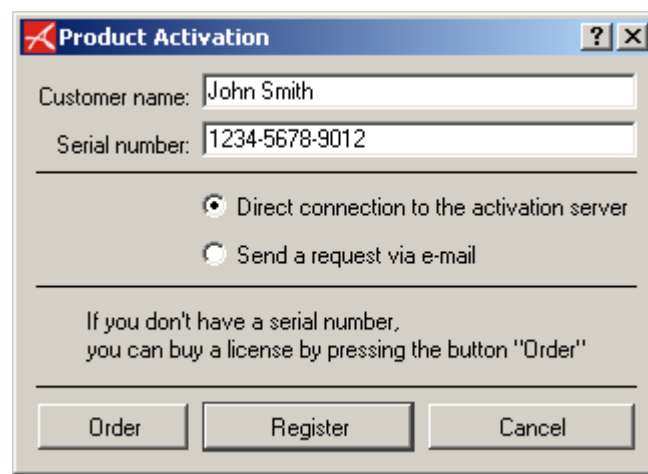 Product Activation
Customer name: John Smith
Serial number: 1234-5678-9012
Direct connection to the activation server
Send a request via e-mail
If you don't have a serial number,
you can buy a license by pressing the button "Order"
Order Register Cancel